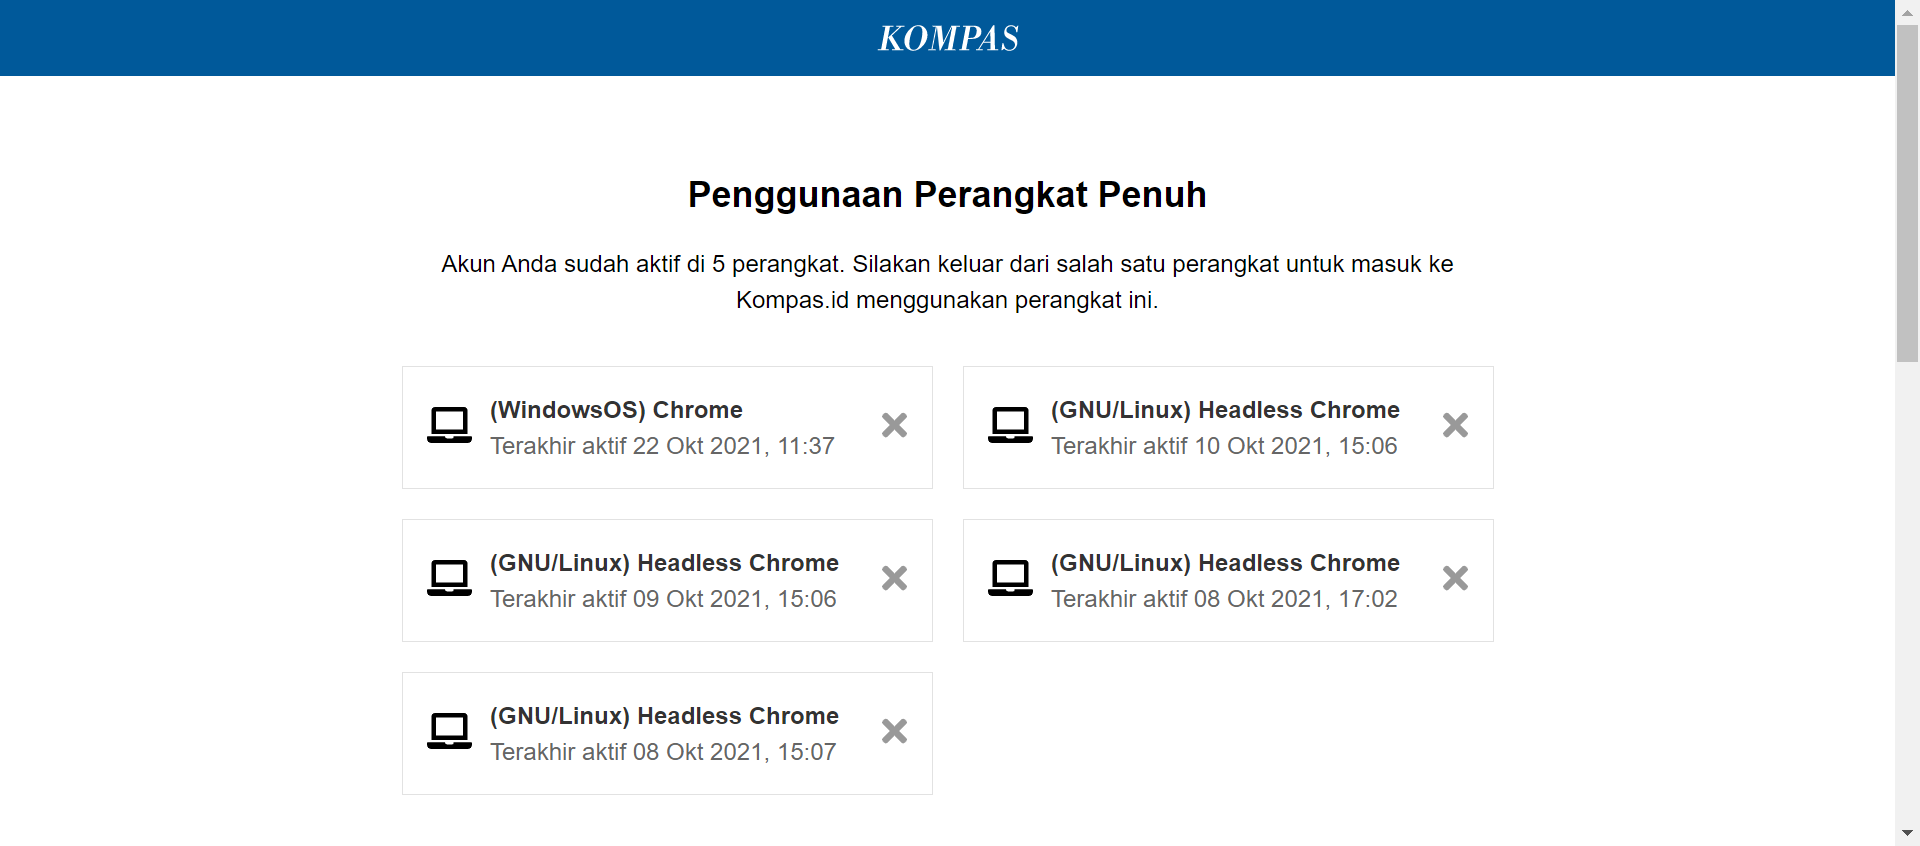 KOMPAS
Penggunaan Perangkat Penuh
Akun Anda sudah aktif di 5 perangkat. Silakan keluar dari salah satu perangkat untuk masuk ke
Kompas.id menggunakan perangkat ini.
(WindowsOS) Chrome
Terakhir aktif 22 Okt 2021, 11:37
(GNU/Linux) Headless Chrome
Terakhir aktif 10 Okt 2021, 15:06
(GNU/Linux) Headless Chrome
Terakhir aktif 09 Okt 2021, 15:06
(GNU/Linux) Headless Chrome
Terakhir aktif 08 Okt 2021, 17:02
(GNU/Linux) Headless Chrome
Terakhir aktif 08 Okt 2021, 15:07